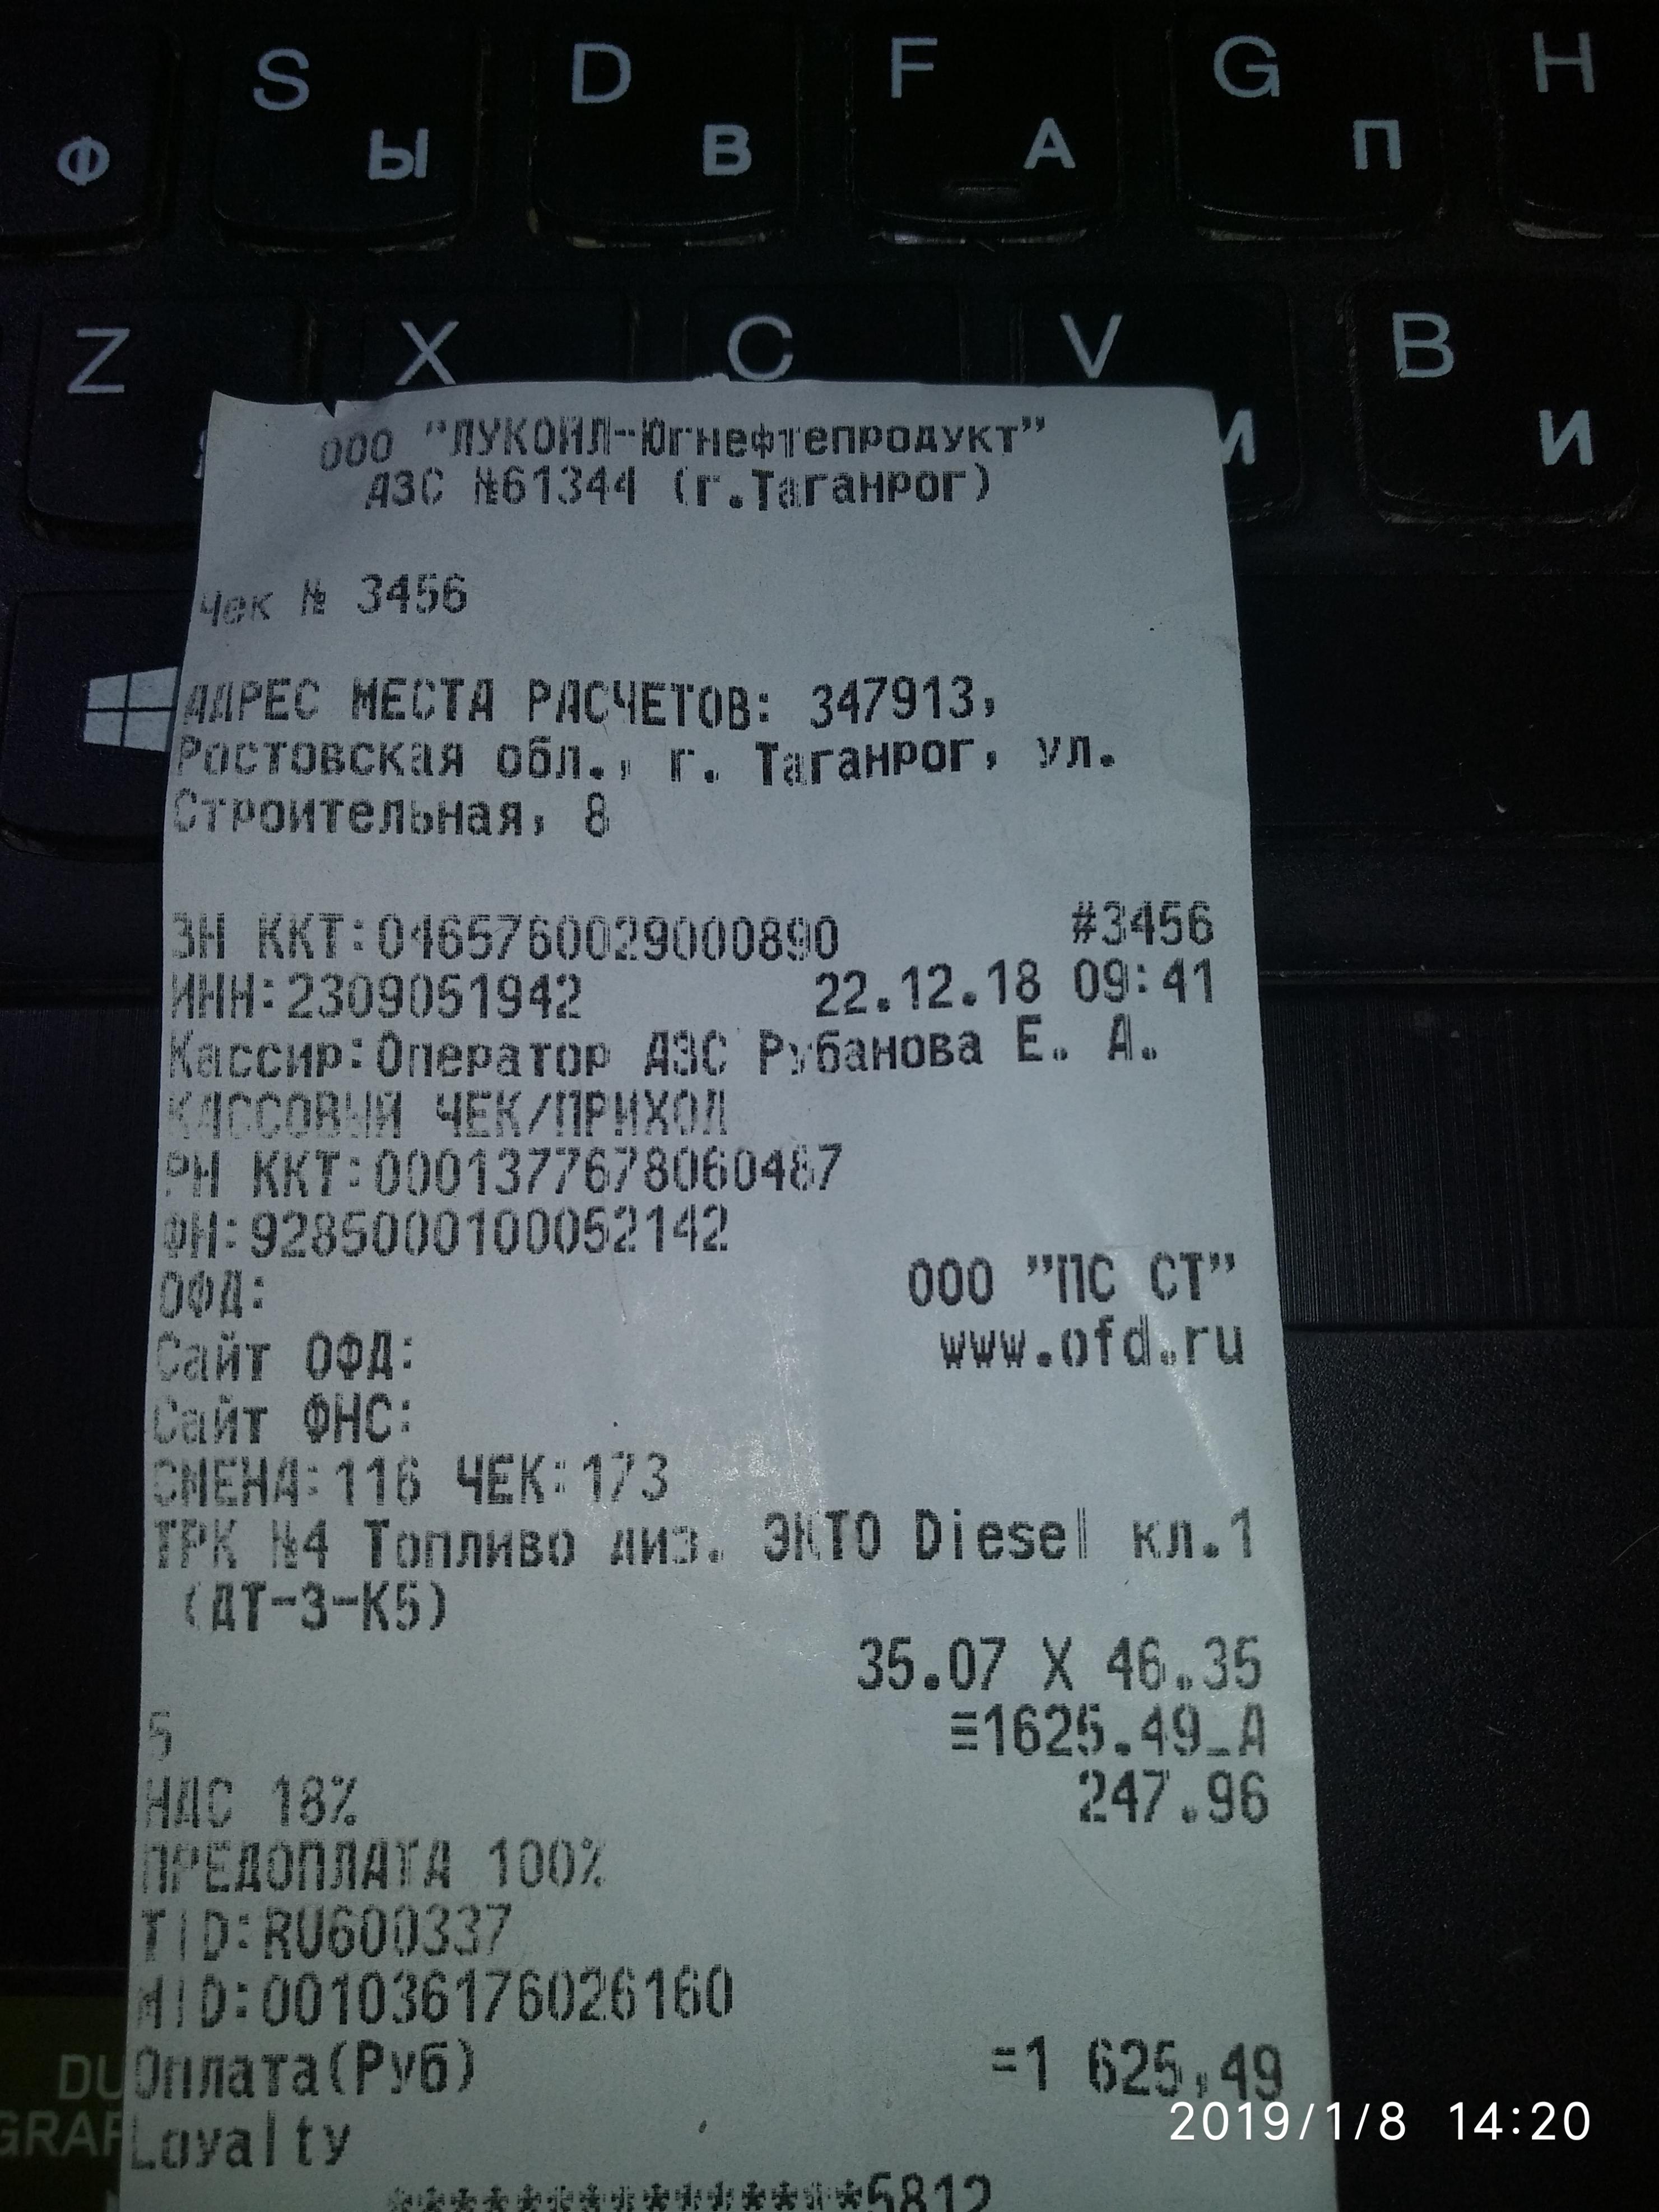 S D F G H
Ф Ы В А П
Z X C V B
М И
ООО "ЛУКОЙЛ-Югнефтепродукт"
АЗС №61344 (г.Таганрог)
Чек № 3456
АДРЕС МЕСТА РАСЧЕТОВ: 347913,
Ростовская обл., г. Таганрог, ул.
Строительная, 8
ЗН ККТ:0465760029000890 #3456
ИНН:2309051942 22.12.18 09:41
Кассир:Оператор АЗС Рубанова Е. А.
КАССОВЫЙ ЧЕК/ПРИХОД
РН ККТ:0001377678060487
ФН:9285000100052142
ОФД: ООО "ПС СТ"
Сайт ОФД: www.ofd.ru
Сайт ФНС:
СМЕНА:116 ЧЕК:173
ТРК №4 Топливо диз. ЭКТО Diesel кл.1
(ДТ-З-К5)
35.07 X 46.35
5 ≡1625.49_А
НДС 18% 247.96
ПРЕДОПЛАТА 100%
TID:RU600337
MID:001036176026160
Оплата(Руб) =1 625,49
Loyalty
****************5812
DU
GRAF
2019/1/8 14:20